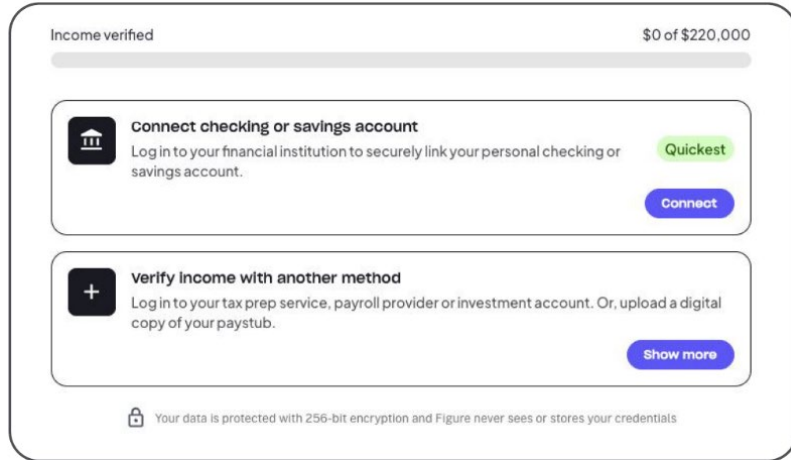 Income verified
$0 of $220,000
Connect checking or savings account
Log in to your financial institution to securely link your personal checking or
savings account.
Quickest
Connect
Verify income with another method
Log in to your tax prep service, payroll provider or investment account. Or, upload a digital
copy of your paystub.
Show more
Your data is protected with 256-bit encryption and Figure never sees or stores your credentials